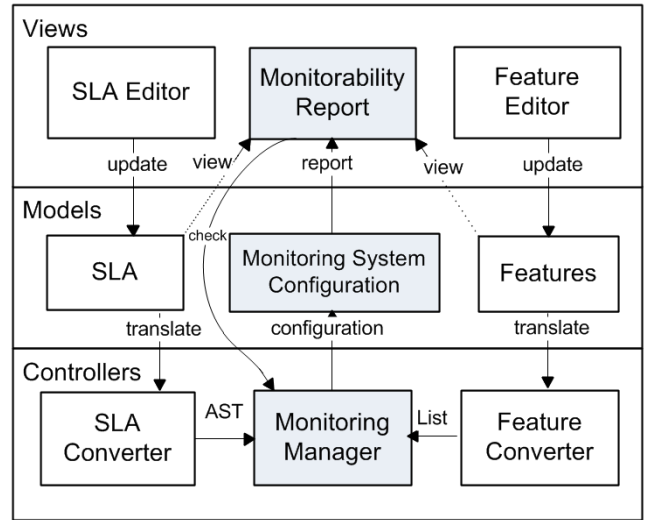 Views
SLA Editor
Monitorability
Report
Feature
Editor
update
view
report
view
update
Models
check
SLA
Monitoring System
Configuration
Features
translate
configuration
translate
Controllers
SLA
Converter
AST
Monitoring
Manager
List
Feature
Converter